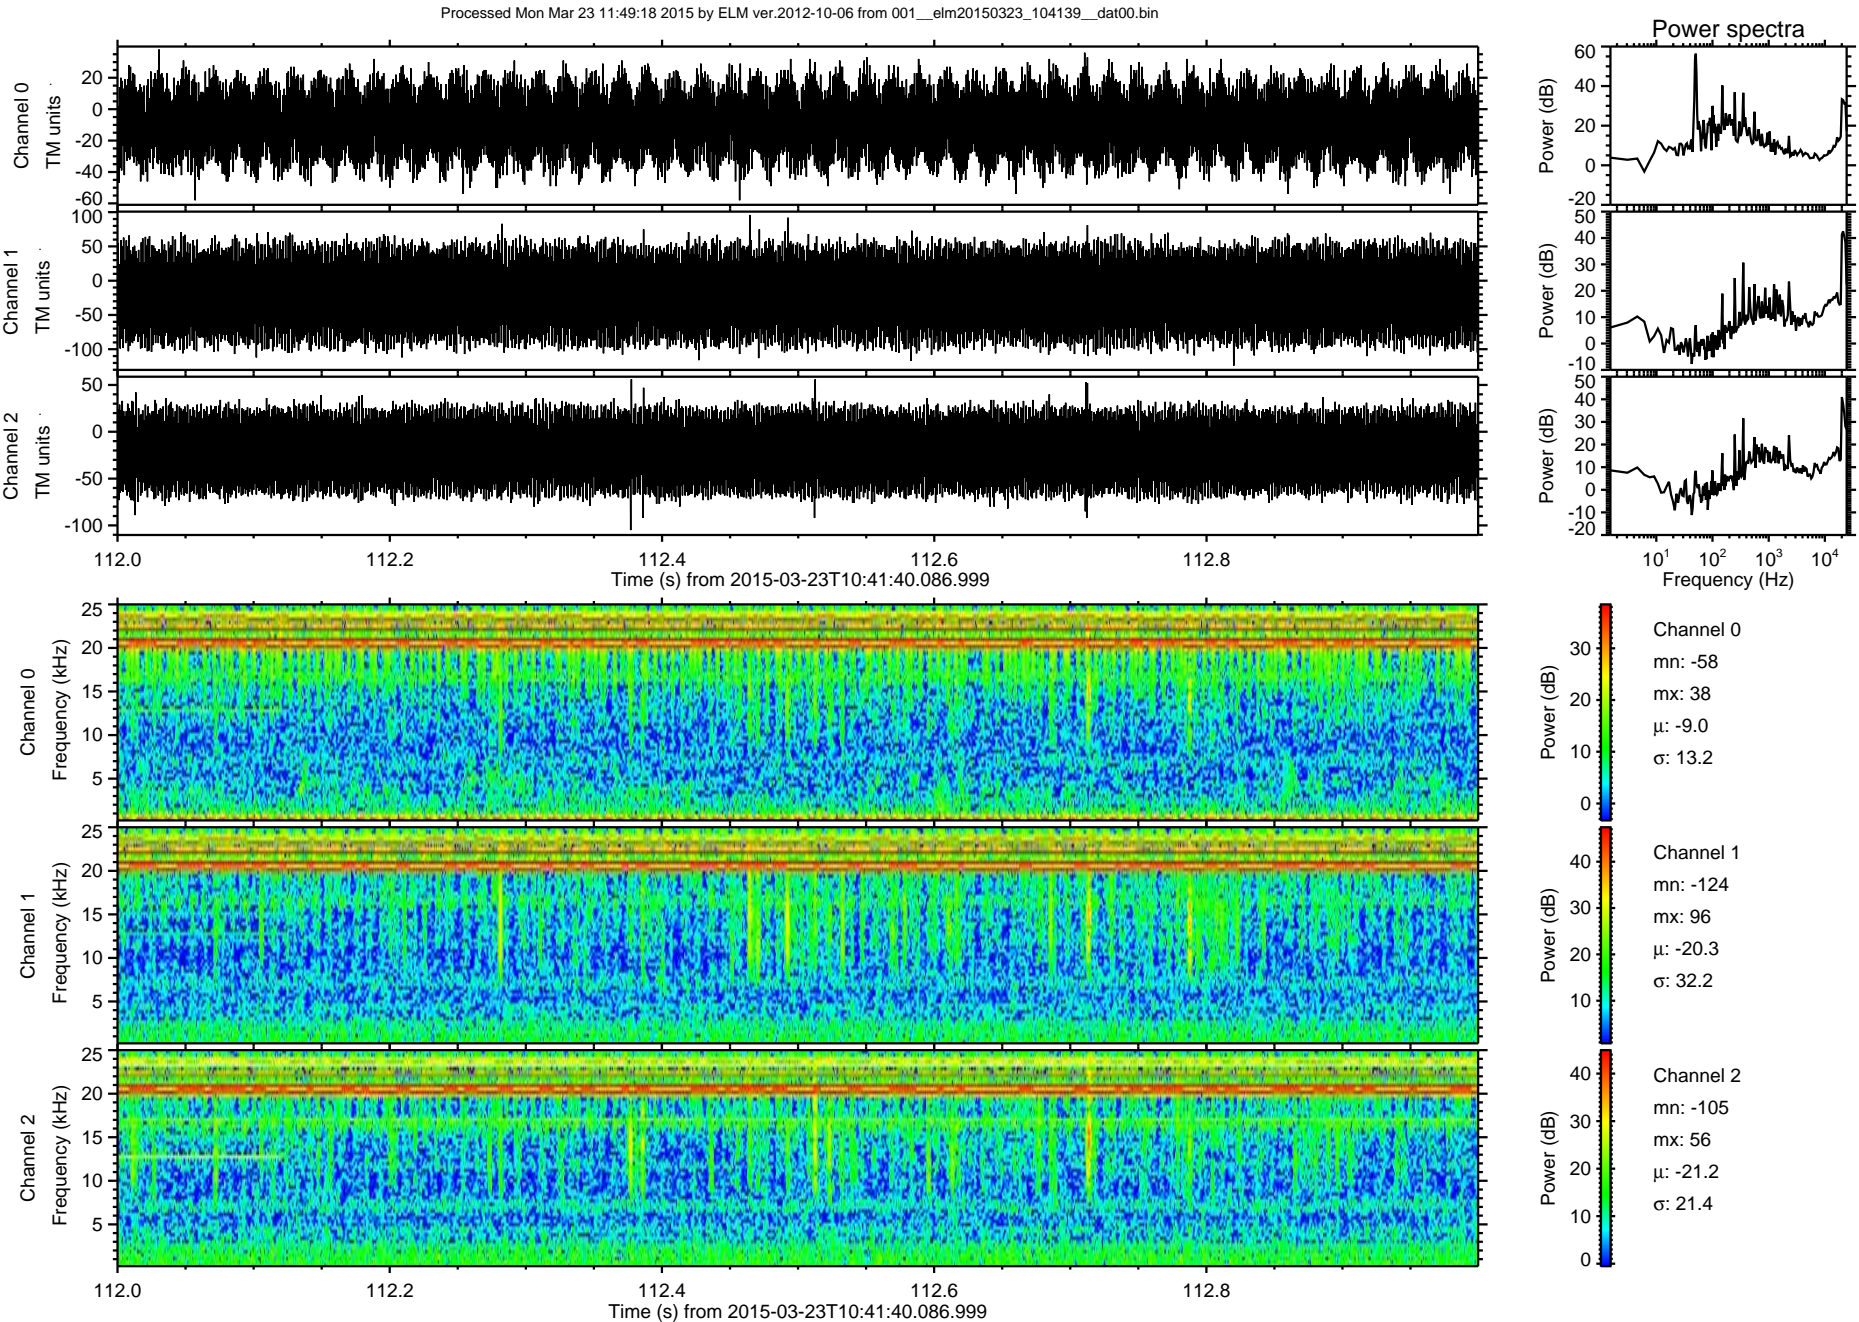 Processed Mon Mar 23 11:49:18 2015 by ELM ver.2012-10-06 from 001__elm20150323_104139__dat00.bin
Power spectra
Channel 0
TM units
20
0
-20
-40
-60
Power (dB)
60
40
20
0
-20
Channel 1
TM units
100
50
0
-50
-100
Power (dB)
50
40
30
20
10
0
-10
Channel 2
TM units
50
0
-50
-100
Power (dB)
50
40
30
20
10
0
-10
-20
112.0 112.2 112.4 112.6 112.8
Time (s) from 2015-03-23T10:41:40.086.999
10^1 10^2 10^3 10^4
Frequency (Hz)
Channel 0
Frequency (kHz)
25
20
15
10
5
Power (dB)
30
20
10
0
Channel 0
mn: -58
mx: 38
µ: -9.0
σ: 13.2
Channel 1
Frequency (kHz)
25
20
15
10
5
Power (dB)
40
30
20
10
Channel 1
mn: -124
mx: 96
µ: -20.3
σ: 32.2
Channel 2
Frequency (kHz)
25
20
15
10
5
Power (dB)
40
30
20
10
0
Channel 2
mn: -105
mx: 56
µ: -21.2
σ: 21.4
112.0 112.2 112.4 112.6 112.8
Time (s) from 2015-03-23T10:41:40.086.999